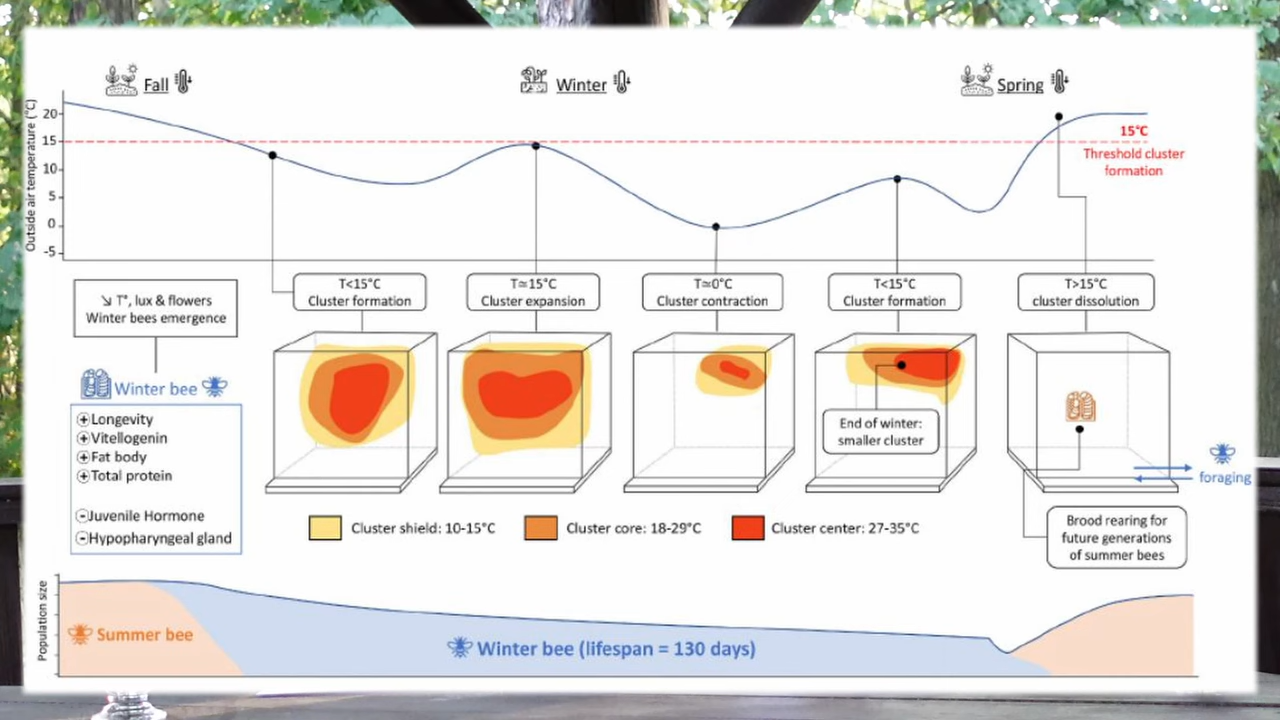 Fall
Winter
Spring
Outside air temperature (°C)
20
15
10
5
0
-5
15°C
Threshold cluster
formation
↘ T°, lux & flowers
Winter bees emergence
T<15°C
Cluster formation
T≃15°C
Cluster expansion
T≃0°C
Cluster contraction
T<15°C
Cluster formation
T>15°C
cluster dissolution
Winter bee
+Longevity
+Vitellogenin
+Fat body
+Total protein
-Juvenile Hormone
-Hypopharyngeal gland
End of winter:
smaller cluster
foraging
Cluster shield: 10-15°C
Cluster core: 18-29°C
Cluster center: 27-35°C
Brood rearing for
future generations
of summer bees
Population size
Summer bee
Winter bee (lifespan = 130 days)